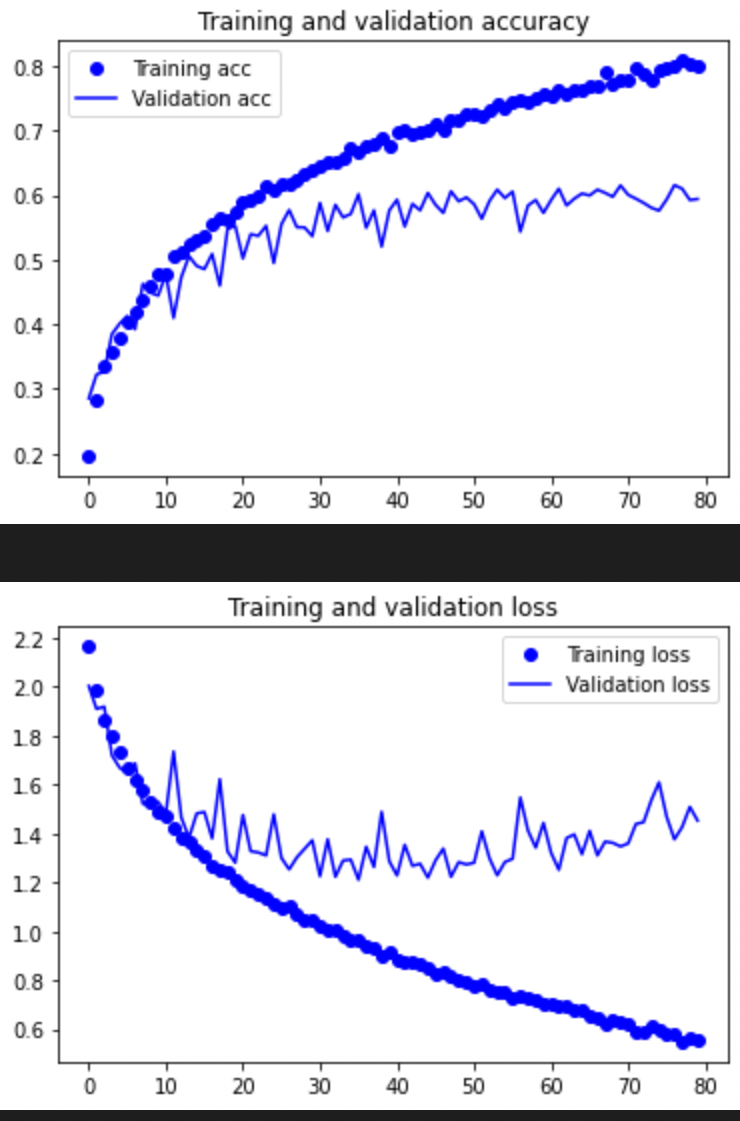 Training and validation accuracy
0.8
0.7
0.6
0.5
0.4
0.3
0.2
Training acc
Validation acc
0 10 20 30 40 50 60 70 80
Training and validation loss
2.2
2.0
1.8
1.6
1.4
1.2
1.0
0.8
0.6
Training loss
Validation loss
0 10 20 30 40 50 60 70 80